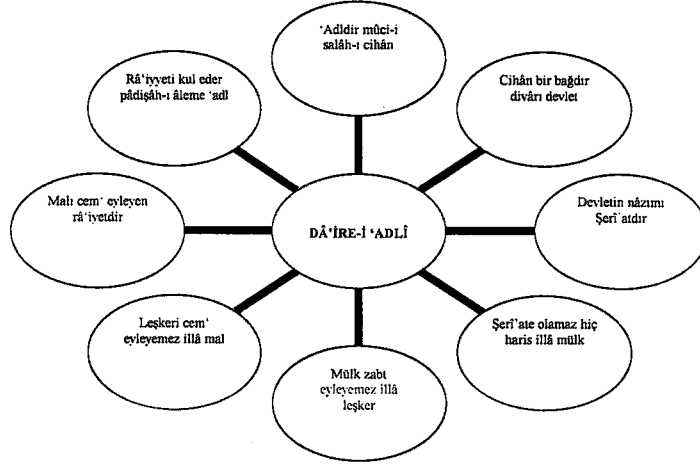 'Adldir mûci-i
salâh-ı cihân
Cihân bir bağdır
divârı devlet
Devletin nâzımı
Şerî'atdır
Şerî'ate olamaz hiç
haris illâ mülk
Mülk zabt
eyleyemez illâ
leşker
Leşkeri cem'
eyleyemez illâ mal
Malı cem' eyleyen
râ'iyetdir
Râ'iyyeti kul eder
pâdişâh-ı âleme 'adl
DÂ'İRE-İ 'ADLÎ